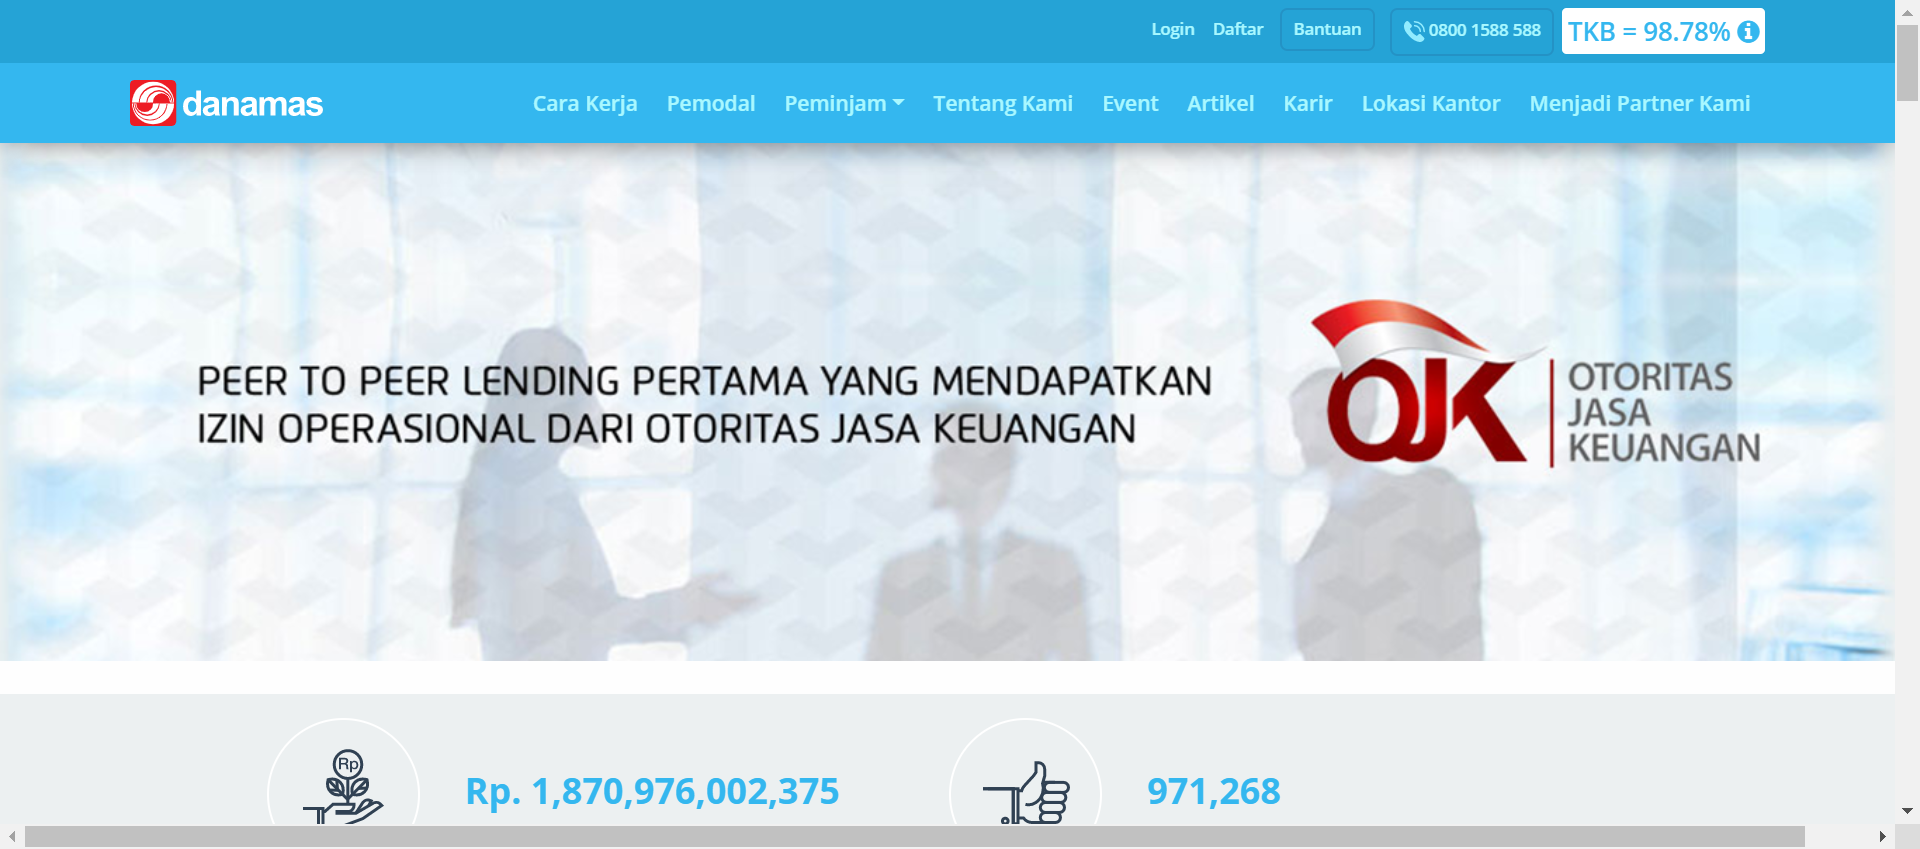 Login Daftar Bantuan 0800 1588 588 TKB = 98.78%
danamas Cara Kerja Pemodal Peminjam Tentang Kami Event Artikel Karir Lokasi Kantor Menjadi Partner Kami
PEER TO PEER LENDING PERTAMA YANG MENDAPATKAN
IZIN OPERASIONAL DARI OTORITAS JASA KEUANGAN
OJK
OTORITAS
JASA
KEUANGAN
Rp
Rp. 1,870,976,002,375
971,268